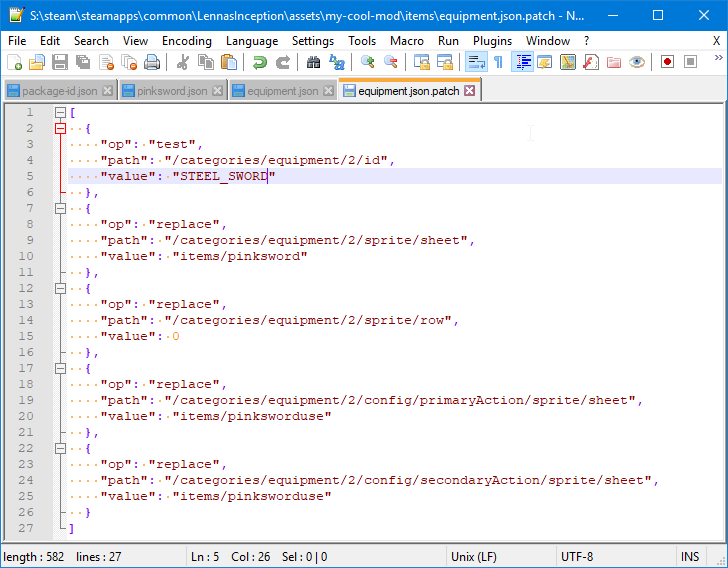 S:\steam\steamapps\common\LennasInception\assets\my-cool-mod\items\equipment.json.patch - N...
File Edit Search View Encoding Language Settings Tools Macro Run Plugins Window ? X
package-id.json pinksword.json equipment.json equipment.json.patch
1 [
2 {
3 "op": "test",
4 "path": "/categories/equipment/2/id",
5 "value": "STEEL_SWORD"
6 },
7 {
8 "op": "replace",
9 "path": "/categories/equipment/2/sprite/sheet",
10 "value": "items/pinksword"
11 },
12 {
13 "op": "replace",
14 "path": "/categories/equipment/2/sprite/row",
15 "value": 0
16 },
17 {
18 "op": "replace",
19 "path": "/categories/equipment/2/config/primaryAction/sprite/sheet",
20 "value": "items/pinksworduse"
21 },
22 {
23 "op": "replace",
24 "path": "/categories/equipment/2/config/secondaryAction/sprite/sheet",
25 "value": "items/pinksworduse"
26 }
27 ]
length : 582 lines : 27 Ln : 5 Col : 26 Sel : 0 | 0 Unix (LF) UTF-8 INS